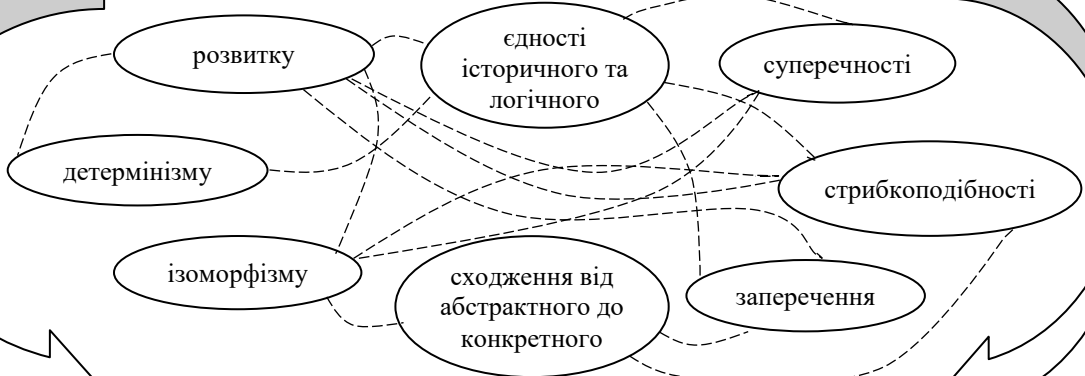 розвитку
єдності
історичного та
логічного
суперечності
детермінізму
стрибкоподібності
ізоморфізму
сходження від
абстрактного до
конкретного
заперечення